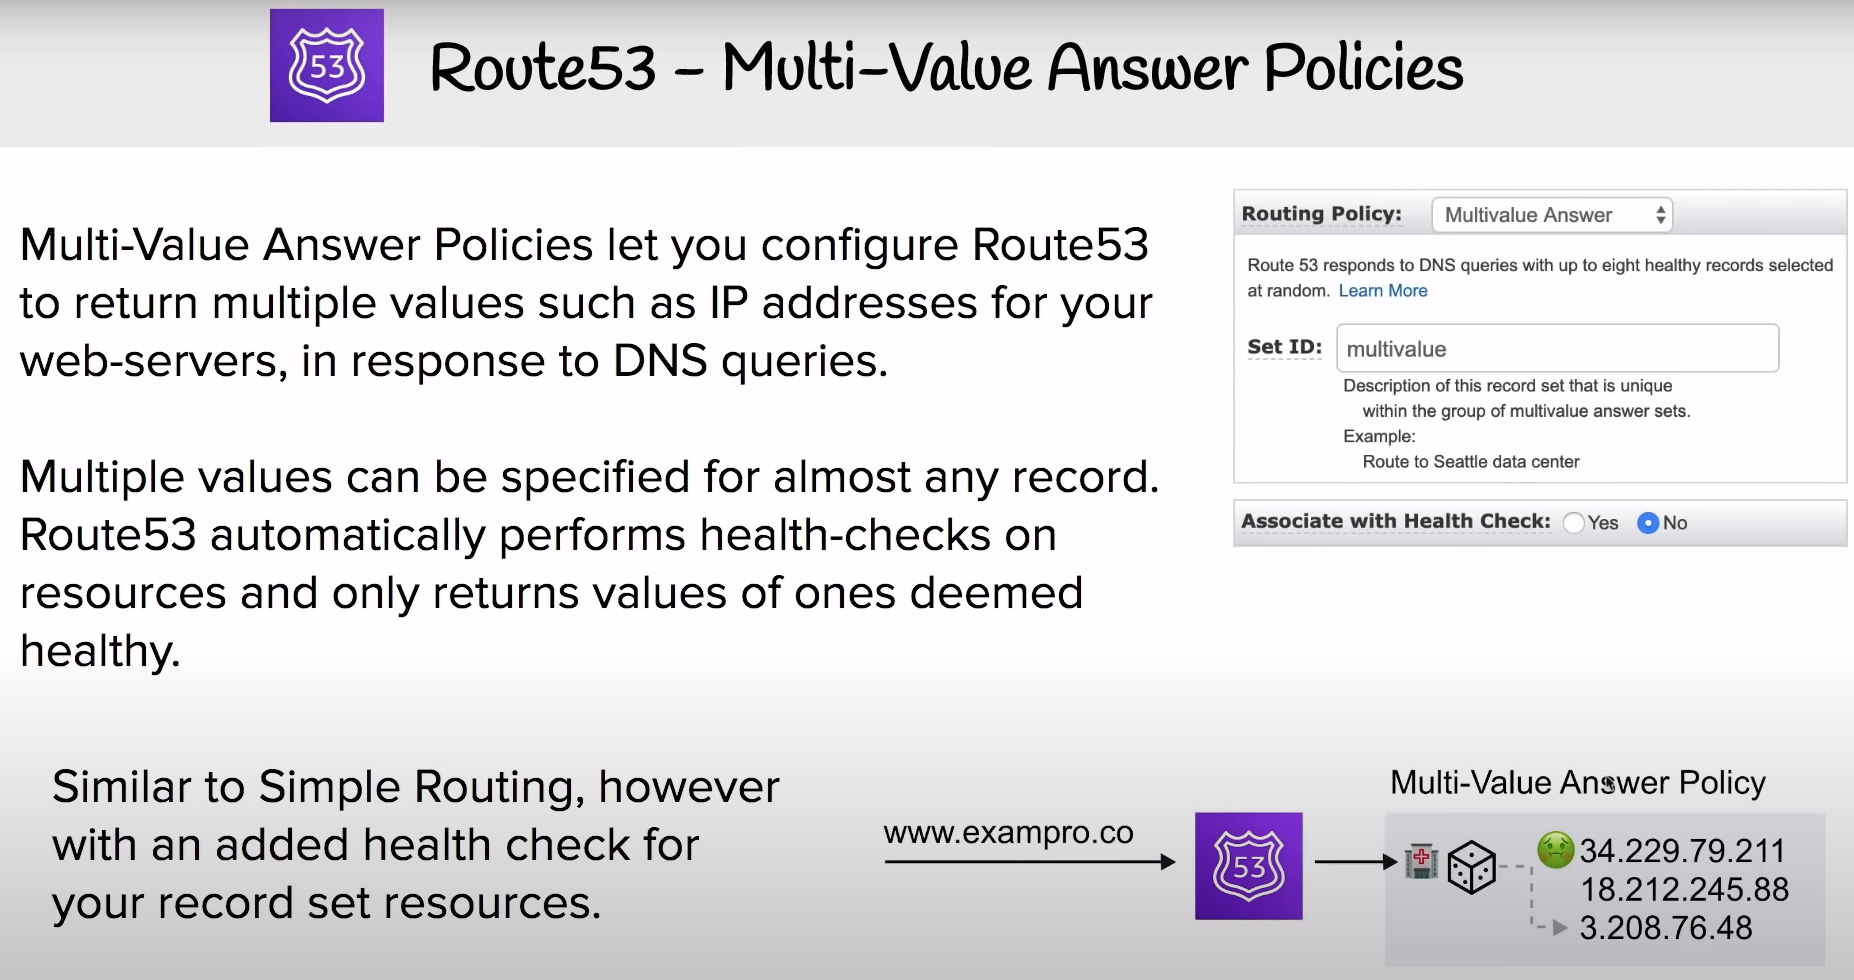 53
Route53 - Multi-Value Answer Policies
Multi-Value Answer Policies let you configure Route53
to return multiple values such as IP addresses for your
web-servers, in response to DNS queries.
Multiple values can be specified for almost any record.
Route53 automatically performs health-checks on
resources and only returns values of ones deemed
healthy.
Routing Policy: Multivalue Answer
Route 53 responds to DNS queries with up to eight healthy records selected
at random. Learn More
Set ID: multivalue
Description of this record set that is unique
within the group of multivalue answer sets.
Example:
Route to Seattle data center
Associate with Health Check: Yes No
Similar to Simple Routing, however
with an added health check for
your record set resources.
www.exampro.co
53
Multi-Value Answer Policy
34.229.79.211
18.212.245.88
3.208.76.48